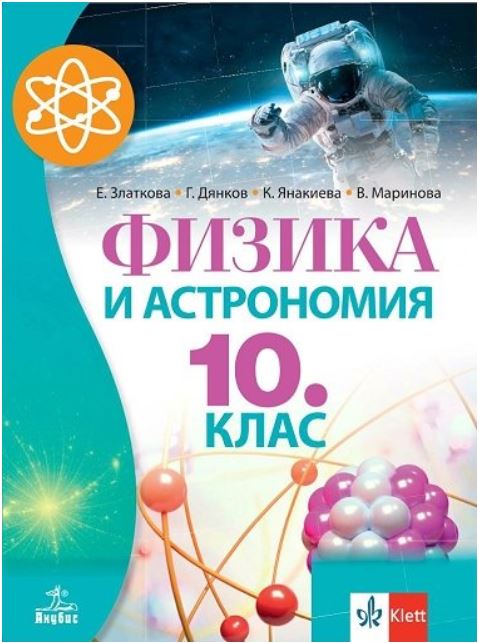 Е. Златкова • Г. Дянков • К. Янакиева • В. Маринова
ФИЗИКА
И АСТРОНОМИЯ
10.
КЛАС
Анубис
Klett